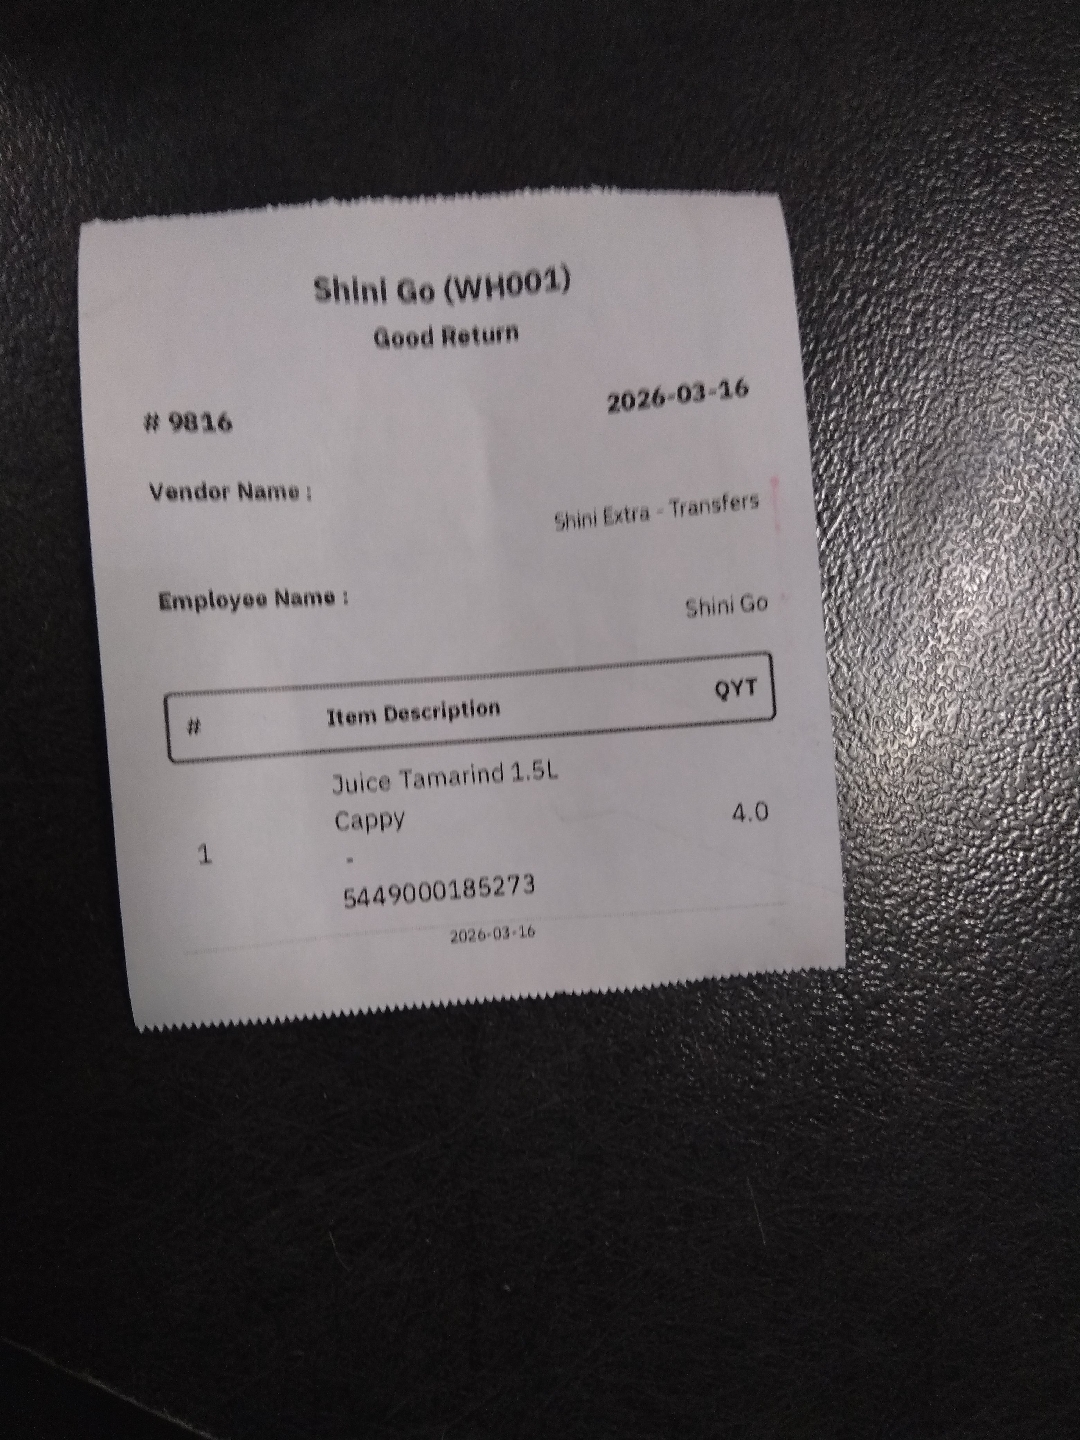 Shini Go (WH001)
Good Return
# 9816
2026-03-16
Vendor Name :
Shini Extra - Transfers
Employee Name :
Shini Go
# Item Description QYT
Juice Tamarind 1.5L
Cappy
1 - 4.0
5449000185273
2026-03-16